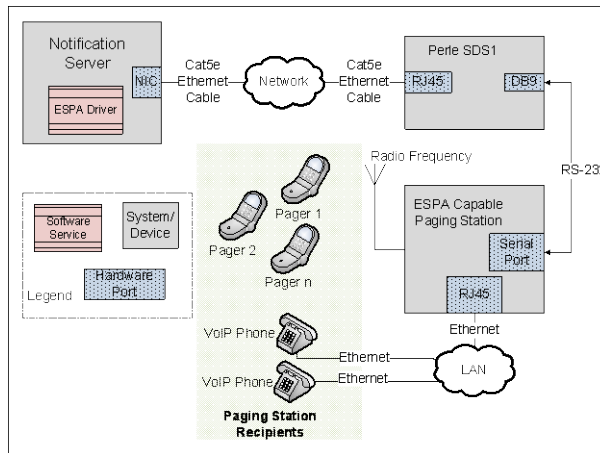 Notification
Server
NIC
ESPA Driver
Cat5e
Ethernet
Cable
Network
Cat5e
Ethernet
Cable
Perle SDS1
RJ45
DB9
RS-232
Radio Frequency
ESPA Capable
Paging Station
Serial
Port
RJ45
Ethernet
LAN
Pager 1
Pager 2
Pager n
Software
Service
System/
Device
Hardware
Port
Legend
VoIP Phone
Ethernet
VoIP Phone
Ethernet
Paging Station
Recipients